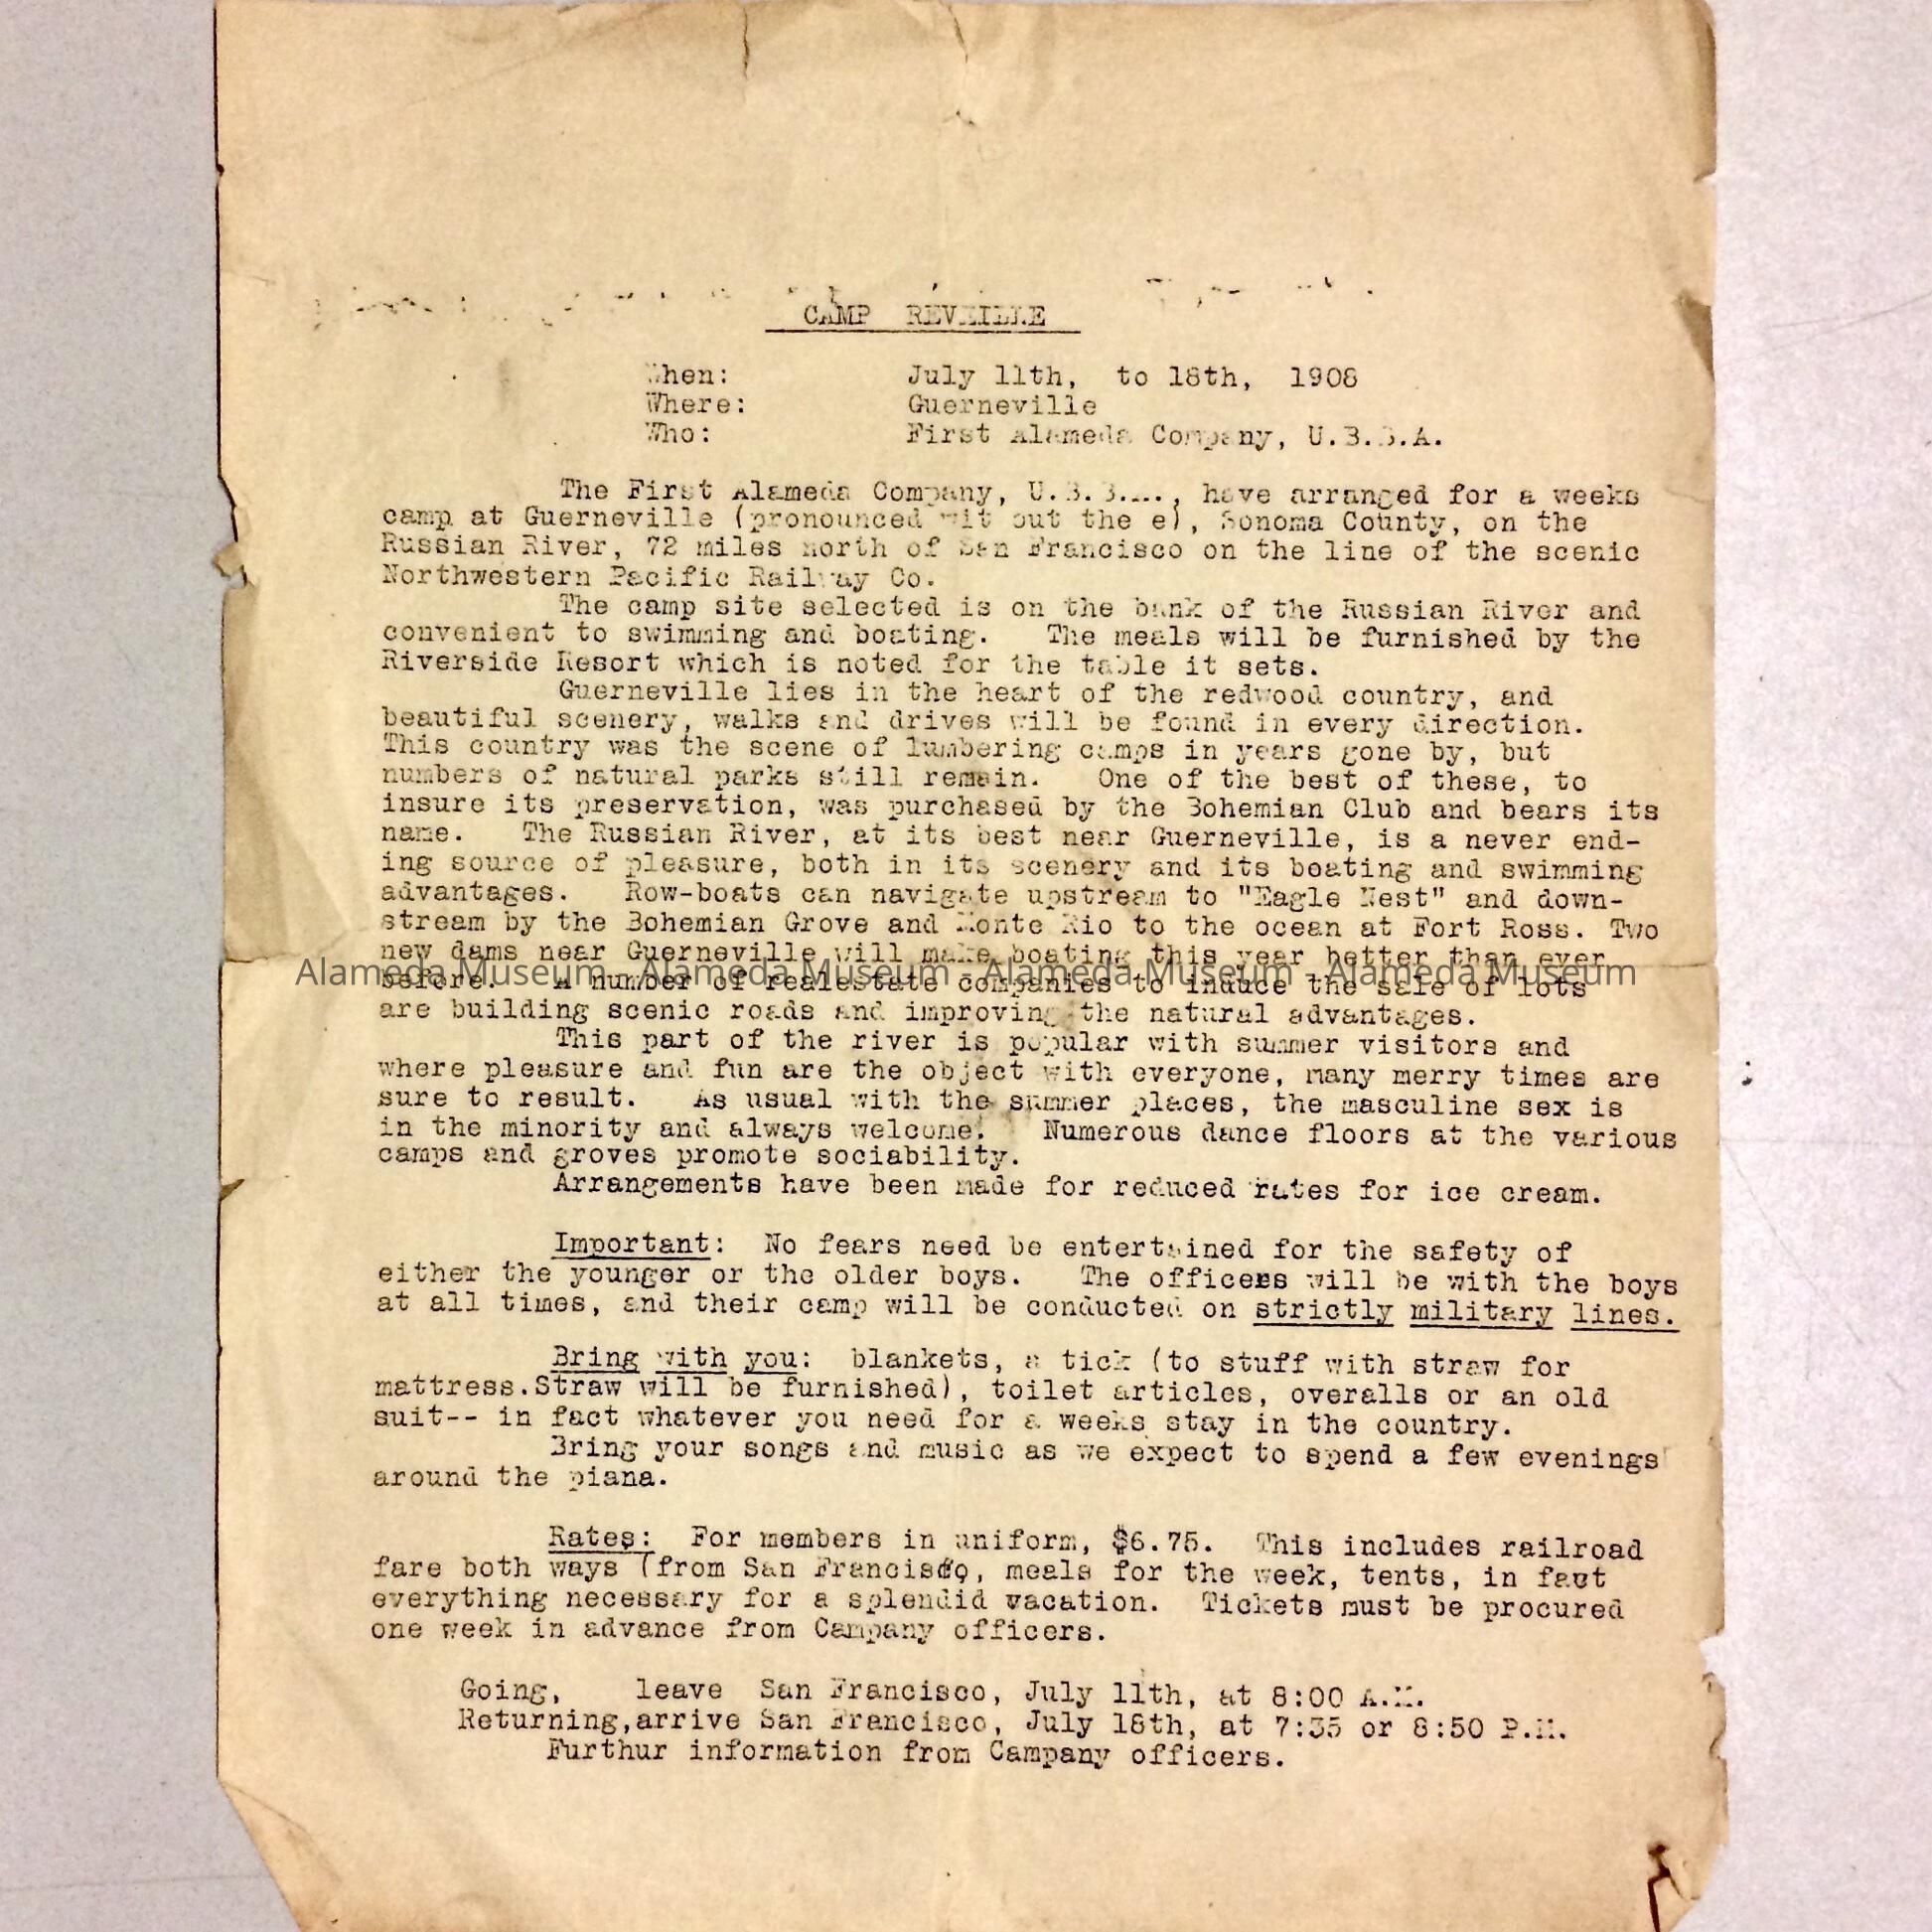 CAMP REVEILLE
When: July 11th, to 18th, 1908
Where: Guerneville
Who: First Alameda Company, U.B.B.A.
The First Alameda Company, U.B.B.A., have arranged for a weeks
camp at Guerneville (pronounced without the e), Sonoma County, on the
Russian River, 72 miles north of San Francisco on the line of the scenic
Northwestern Pacific Railway Co.
The camp site selected is on the bank of the Russian River and
convenient to swimming and boating. The meals will be furnished by the
Riverside Resort which is noted for the table it sets.
Guerneville lies in the heart of the redwood country, and
beautiful scenery, walks and drives will be found in every direction.
This country was the scene of lumbering camps in years gone by, but
numbers of natural parks still remain. One of the best of these, to
insure its preservation, was purchased by the Bohemian Club and bears its
name. The Russian River, at its best near Guerneville, is a never end-
ing source of pleasure, both in its scenery and its boating and swimming
advantages. Row-boats can navigate upstream to "Eagle Nest" and down-
stream by the Bohemian Grove and Monte Rio to the ocean at Fort Ross. Two
new dams near Guerneville will make boating this year better than ever
Alameda Museum - Alameda Museum - Alameda Museum - Alameda Museum
before. A number of realestate companies to induce the sale of lots
are building scenic roads and improving the natural advantages.
This part of the river is popular with summer visitors and
where pleasure and fun are the object with everyone, many merry times are
sure to result. As usual with the summer places, the masculine sex is
in the minority and always welcome. Numerous dance floors at the various
camps and groves promote sociability.
Arrangements have been made for reduced rates for ice cream.
Important: No fears need be entertained for the safety of
either the younger or the older boys. The officers will be with the boys
at all times, and their camp will be conducted on strictly military lines.
Bring with you: blankets, a tick (to stuff with straw for
mattress.Straw will be furnished), toilet articles, overalls or an old
suit-- in fact whatever you need for a weeks stay in the country.
Bring your songs and music as we expect to spend a few evenings
around the piana.
Rates: For members in uniform, $6.75. This includes railroad
fare both ways (from San Francisco, meals for the week, tents, in fact
everything necessary for a splendid vacation. Tickets must be procured
one week in advance from Campany officers.
Going, leave San Francisco, July 11th, at 8:00 A.M.
Returning,arrive San Francisco, July 18th, at 7:35 or 8:50 P.M.
Furthur information from Campany officers.